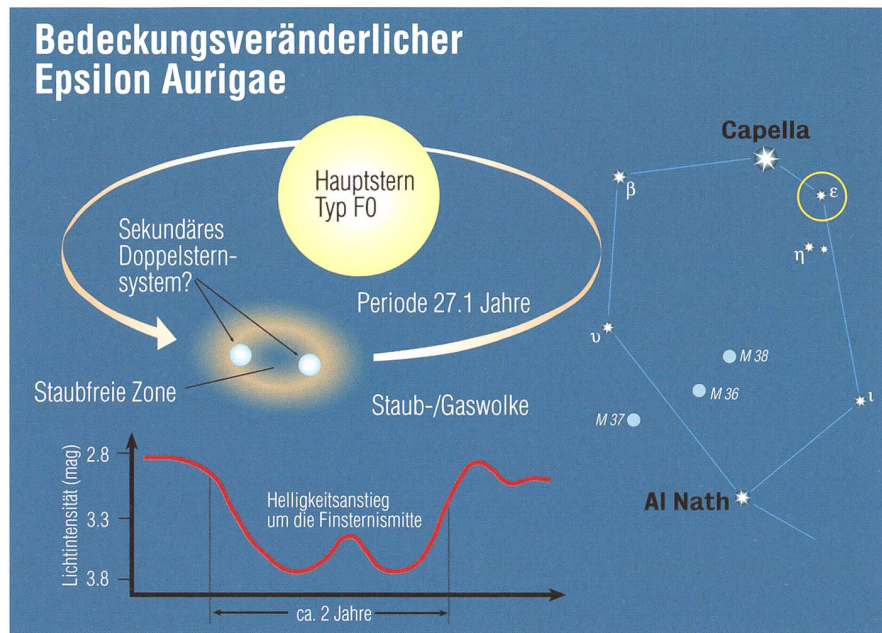 Bedeckungsveränderlicher
Epsilon Aurigae
Hauptstern
Typ F0
Sekundäres
Doppelstern-
system?
Periode 27.1 Jahre
Staubfreie Zone
Staub-/Gaswolke
Capella
β
ε
η
υ
M 38
M 36
M 37
ι
Al Nath
Lichtintensität (mag)
2.8
3.3
3.8
Helligkeitsanstieg
um die Finsternismitte
ca. 2 Jahre